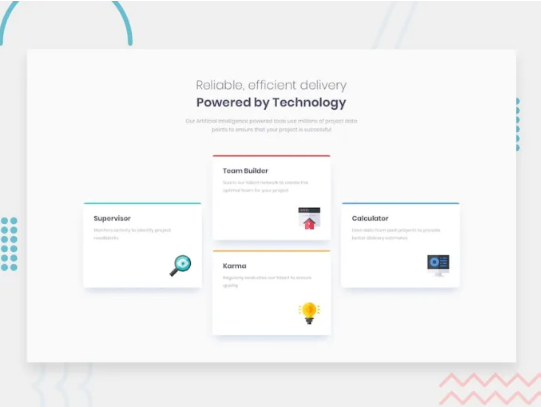 Reliable, efficient delivery
Powered by Technology
Our Artificial Intelligence powered tools use millions of project data
points to ensure that your project is successful
Team Builder
Scans our talent network to create the
optimal team for your project
Supervisor
Monitors activity to identify project
roadblocks
Calculator
Uses data from past projects to provide
better delivery estimates
Karma
Regularly evaluates our talent to ensure
quality